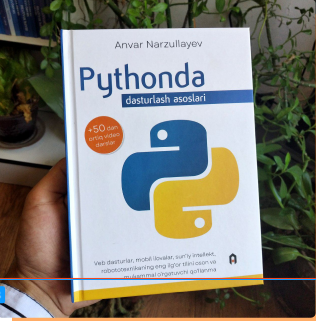 Anvar Narzullayev
Pythonda
dasturlash asoslari
+50 dan
ortiq video
darslar
Veb dasturlar, mobil ilovalar, sun'iy intellekt,
robototexnikaning eng ilg'or tilini oson va
mukammal o'rgatuvchi qo'llanma